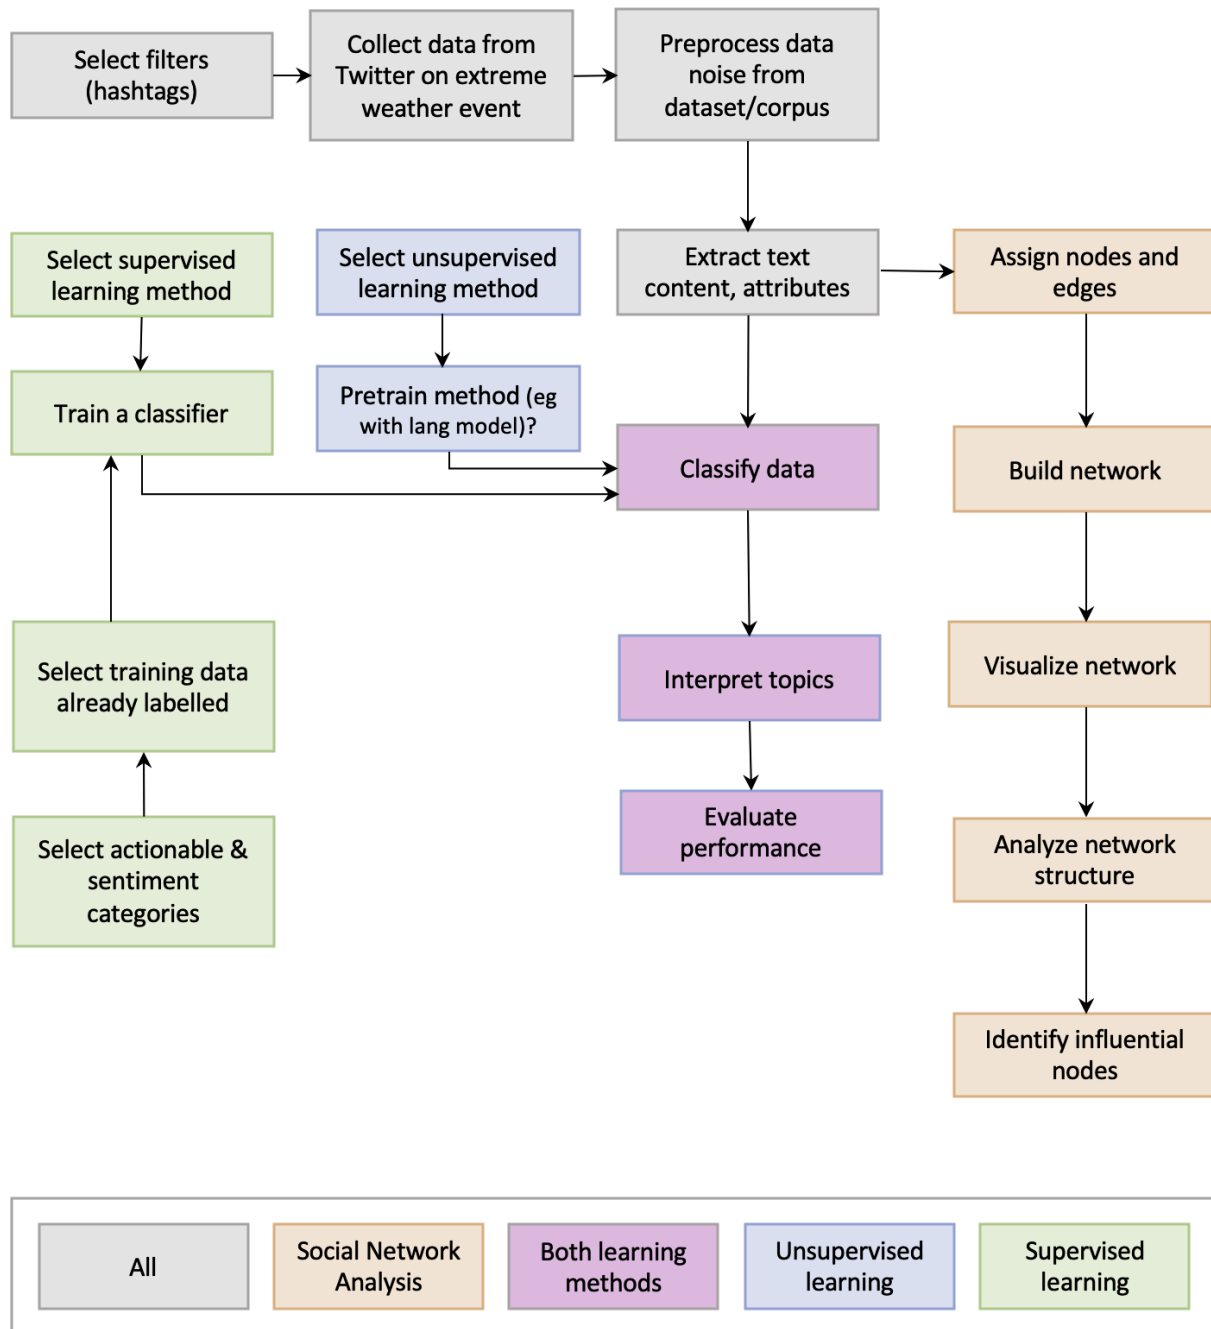 Select filters
(hashtags)
Collect data from
Twitter on extreme
weather event
Preprocess data
noise from
dataset/corpus
Select supervised
learning method
Select unsupervised
learning method
Extract text
content, attributes
Assign nodes and
edges
Train a classifier
Pretrain method (eg
with lang model)?
Classify data
Build network
Select training data
already labelled
Interpret topics
Visualize network
Select actionable &
sentiment
categories
Evaluate
performance
Analyze network
structure
Identify influential
nodes
All
Social Network
Analysis
Both learning
methods
Unsupervised
learning
Supervised
learning